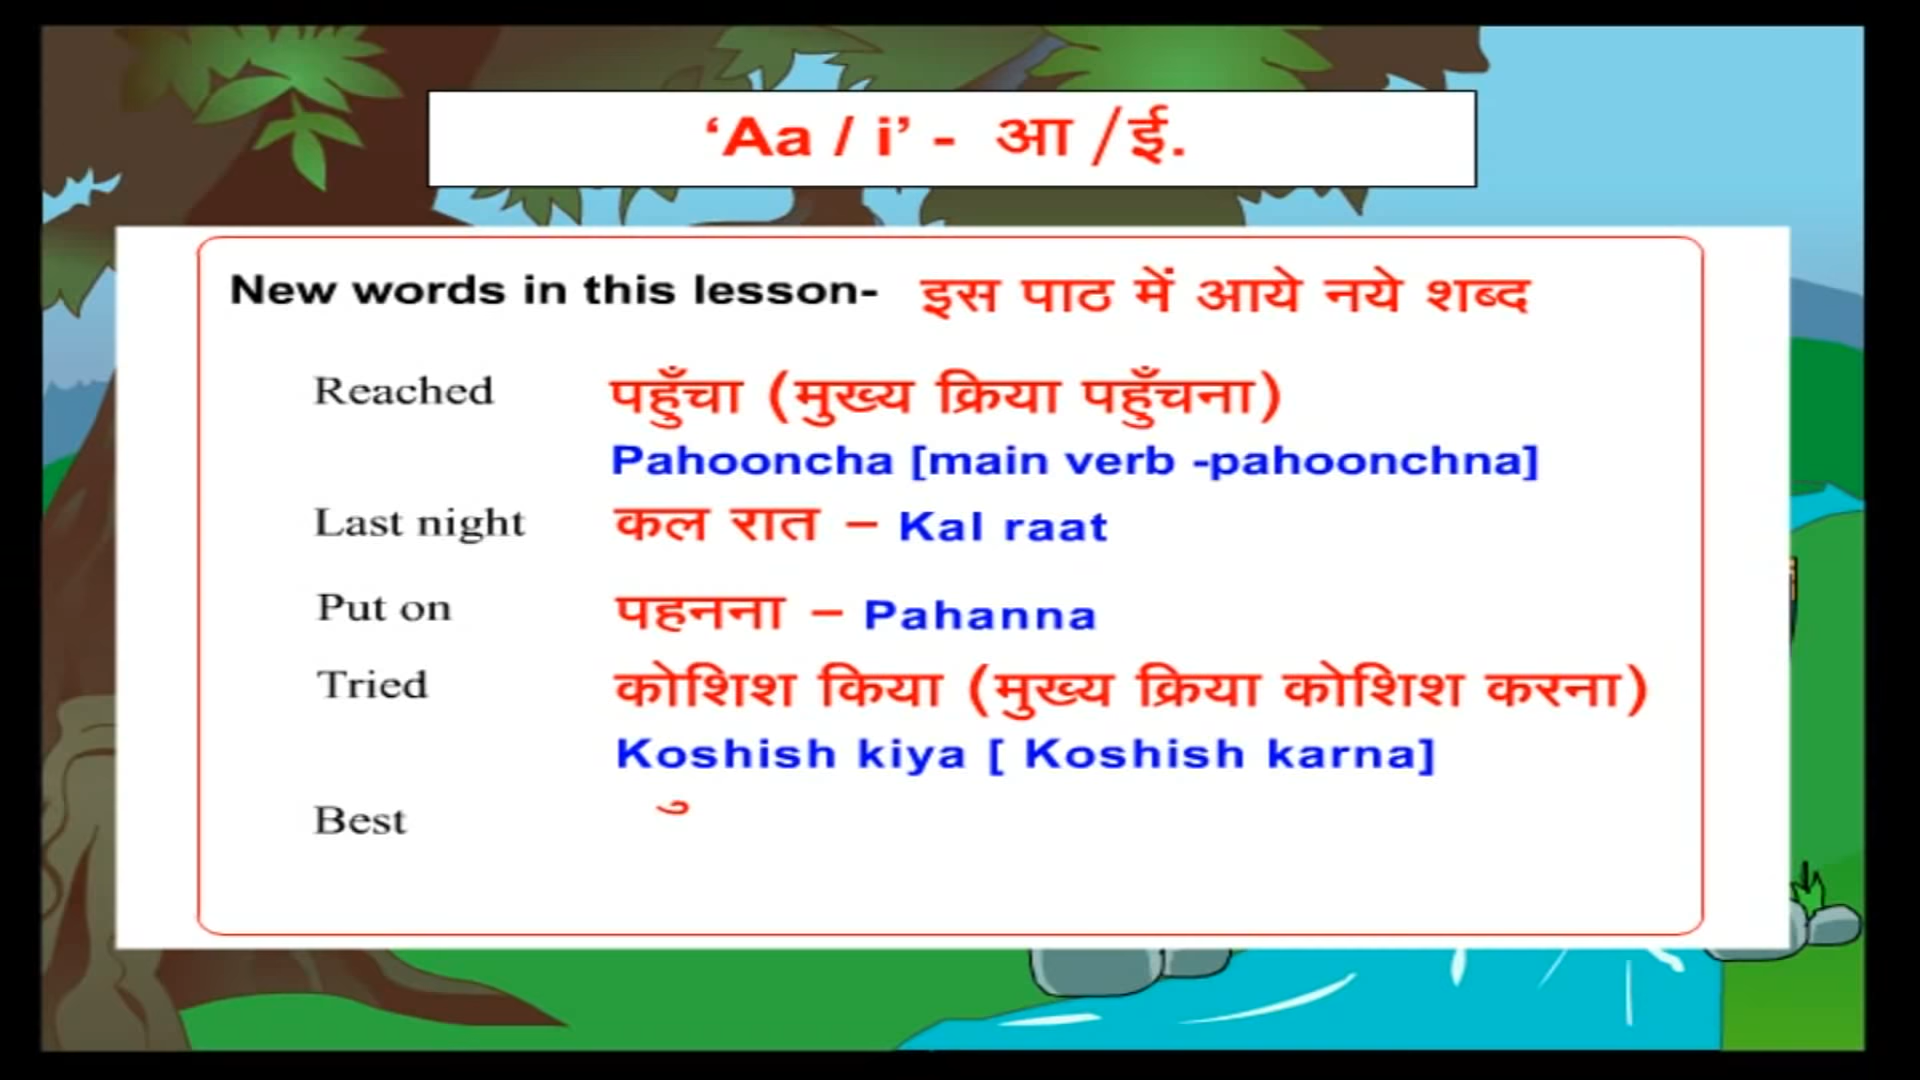 ‘Aa / i’ - आ /ई.
New words in this lesson- इस पाठ में आये नये शब्द
Reached पहुँचा (मुख्य क्रिया पहुँचना)
Pahooncha [main verb -pahoonchna]
Last night कल रात – Kal raat
Put on पहनना – Pahanna
Tried कोशिश किया (मुख्य क्रिया कोशिश करना)
Koshish kiya [ Koshish karna]
Best